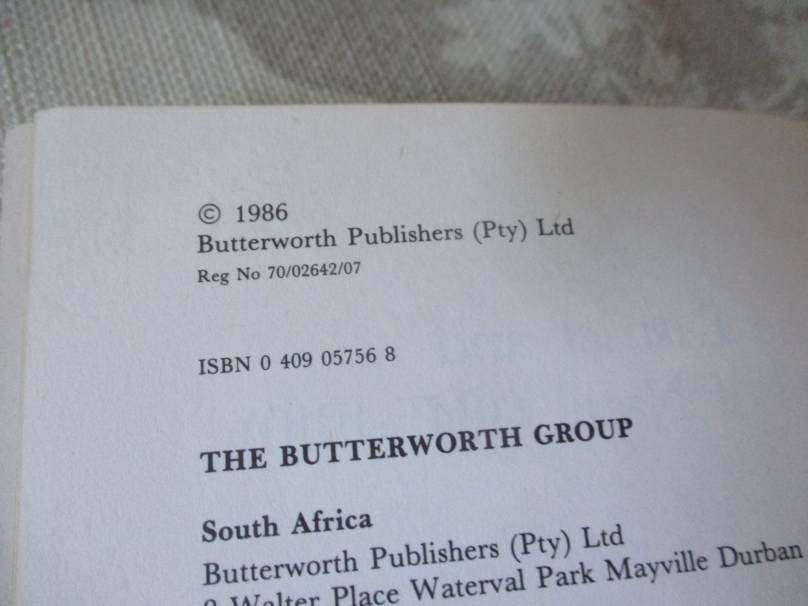 © 1986
Butterworth Publishers (Pty) Ltd
Reg No 70/02642/07
ISBN 0 409 05756 8
THE BUTTERWORTH GROUP
South Africa
Butterworth Publishers (Pty) Ltd
Walter Place Waterval Park Mayville Durban